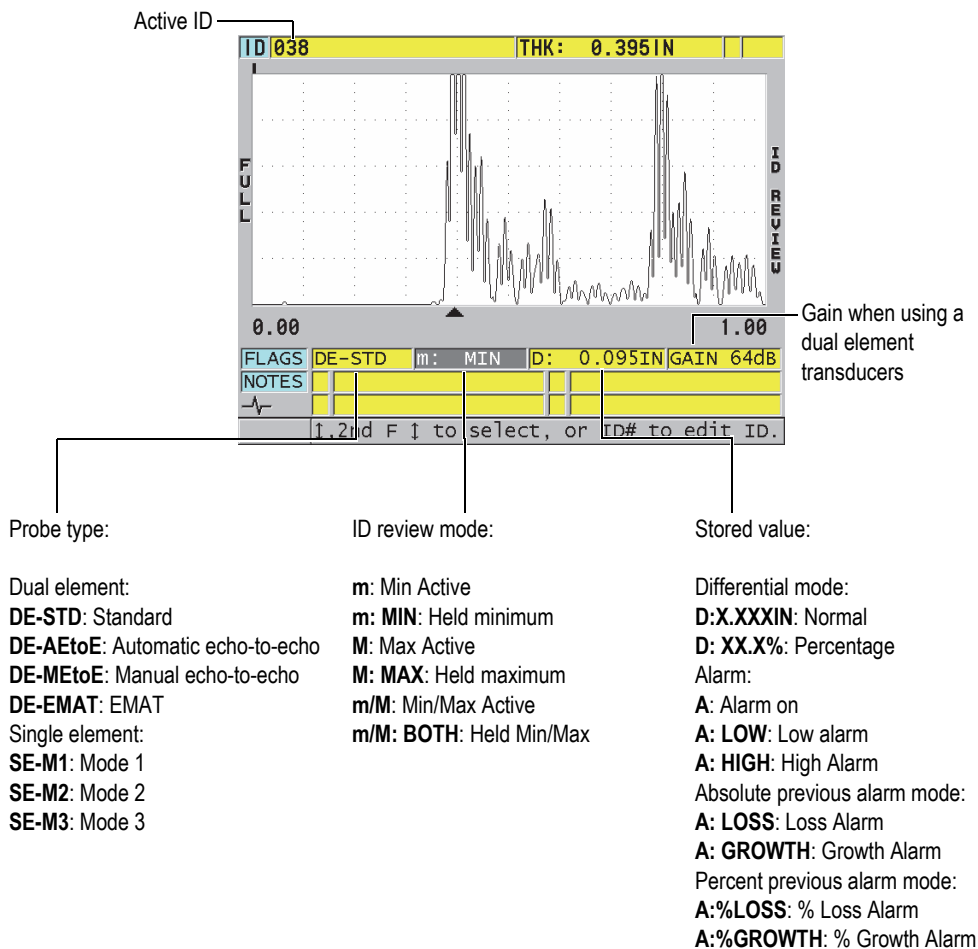 Active ID
ID 038 THK: 0.395IN
FULL
ID REVIEW
0.00 1.00
Gain when using a
dual element
transducers
FLAGS DE-STD m: MIN D: 0.095IN GAIN 64dB
NOTES
↕,2nd F ↕ to select, or ID# to edit ID.
Probe type:
Dual element:
DE-STD: Standard
DE-AEtoE: Automatic echo-to-echo
DE-MEtoE: Manual echo-to-echo
DE-EMAT: EMAT
Single element:
SE-M1: Mode 1
SE-M2: Mode 2
SE-M3: Mode 3
ID review mode:
m: Min Active
m: MIN: Held minimum
M: Max Active
M: MAX: Held maximum
m/M: Min/Max Active
m/M: BOTH: Held Min/Max
Stored value:
Differential mode:
D:X.XXXIN: Normal
D: XX.X%: Percentage
Alarm:
A: Alarm on
A: LOW: Low alarm
A: HIGH: High Alarm
Absolute previous alarm mode:
A: LOSS: Loss Alarm
A: GROWTH: Growth Alarm
Percent previous alarm mode:
A:%LOSS: % Loss Alarm
A:%GROWTH: % Growth Alarm